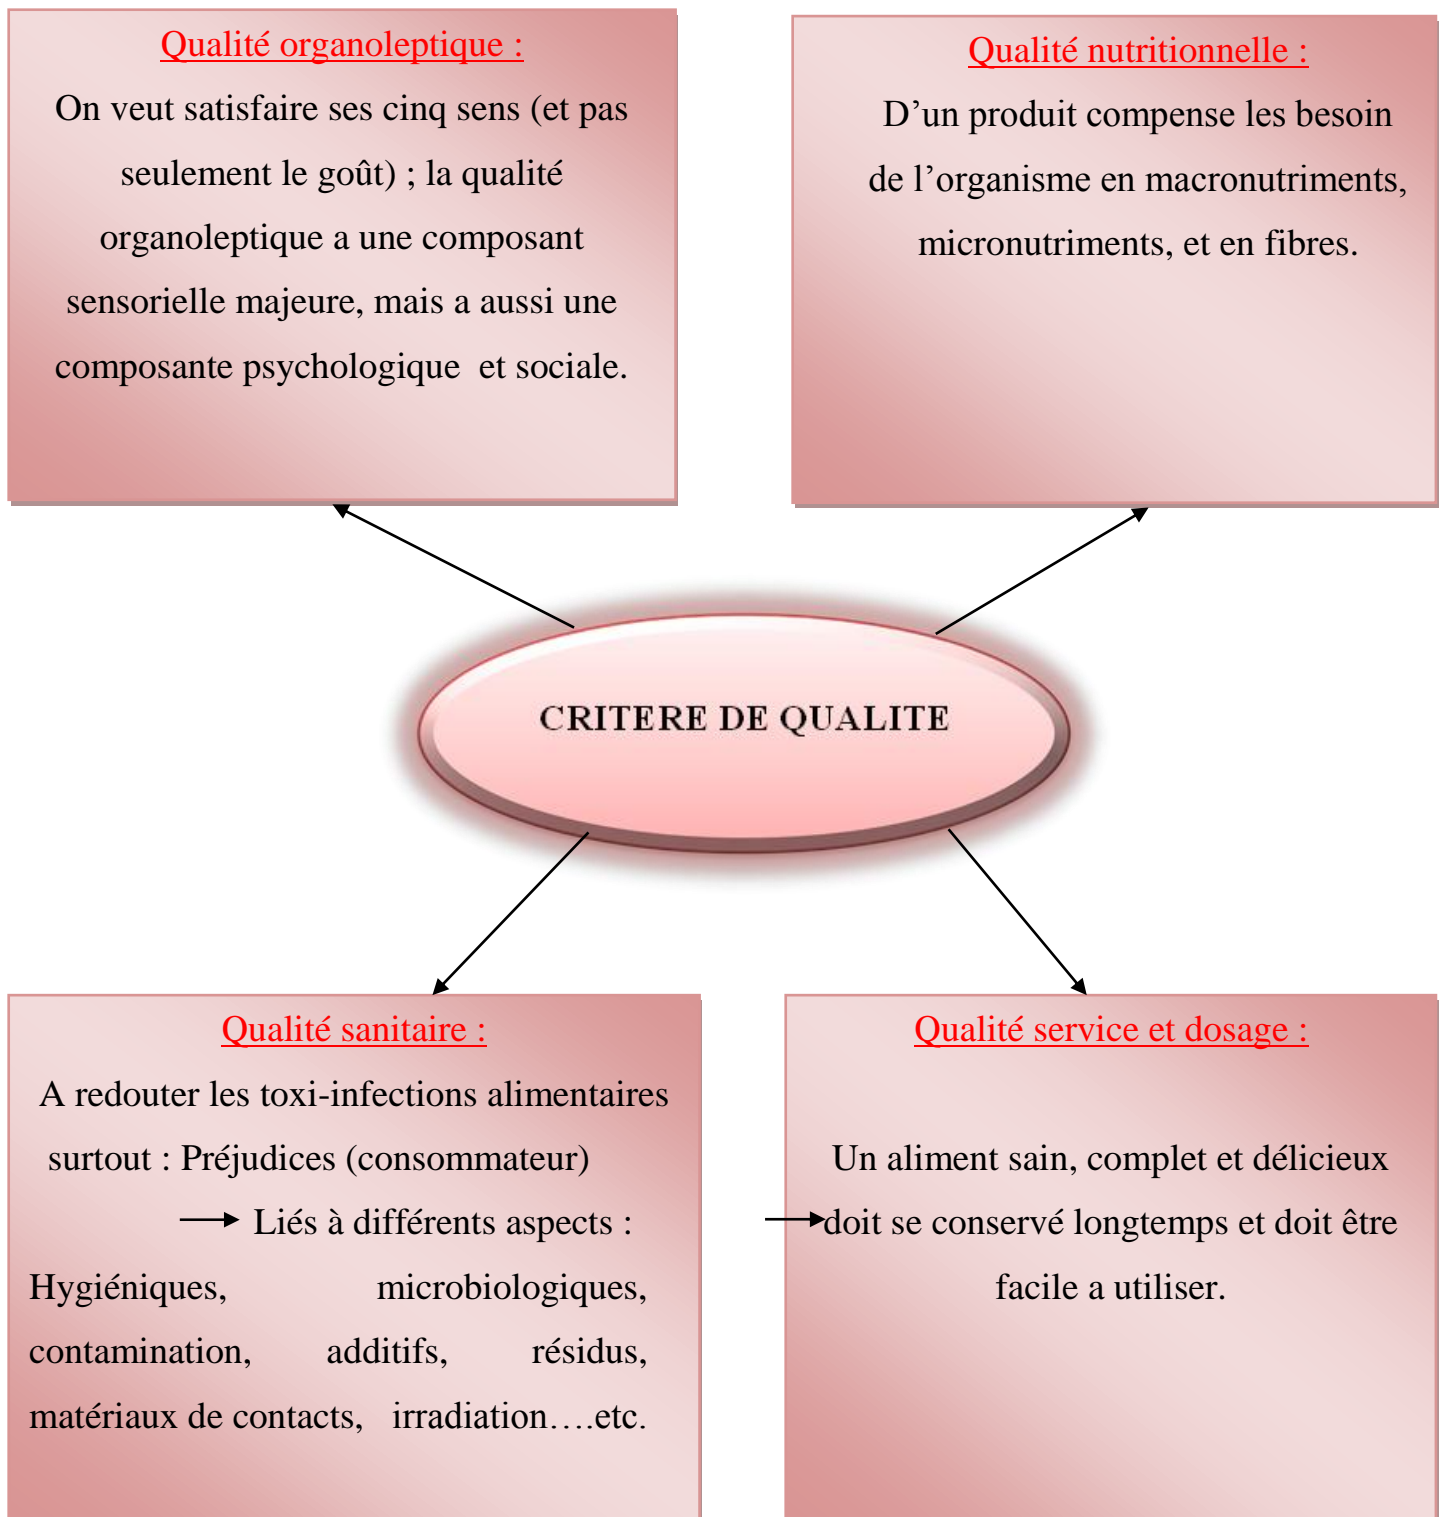 Qualité organoleptique :
On veut satisfaire ses cinq sens (et pas
seulement le goût) ; la qualité
organoleptique a une composant
sensorielle majeure, mais a aussi une
composante psychologique et sociale.
Qualité nutritionnelle :
D’un produit compense les besoin
de l’organisme en macronutriments,
micronutriments, et en fibres.
CRITERE DE QUALITE
Qualité sanitaire :
A redouter les toxi-infections alimentaires
surtout : Préjudices (consommateur)
Liés à différents aspects :
Hygiéniques, microbiologiques,
contamination, additifs, résidus,
matériaux de contacts, irradiation….etc.
Qualité service et dosage :
Un aliment sain, complet et délicieux
doit se conservé longtemps et doit être
facile a utiliser.